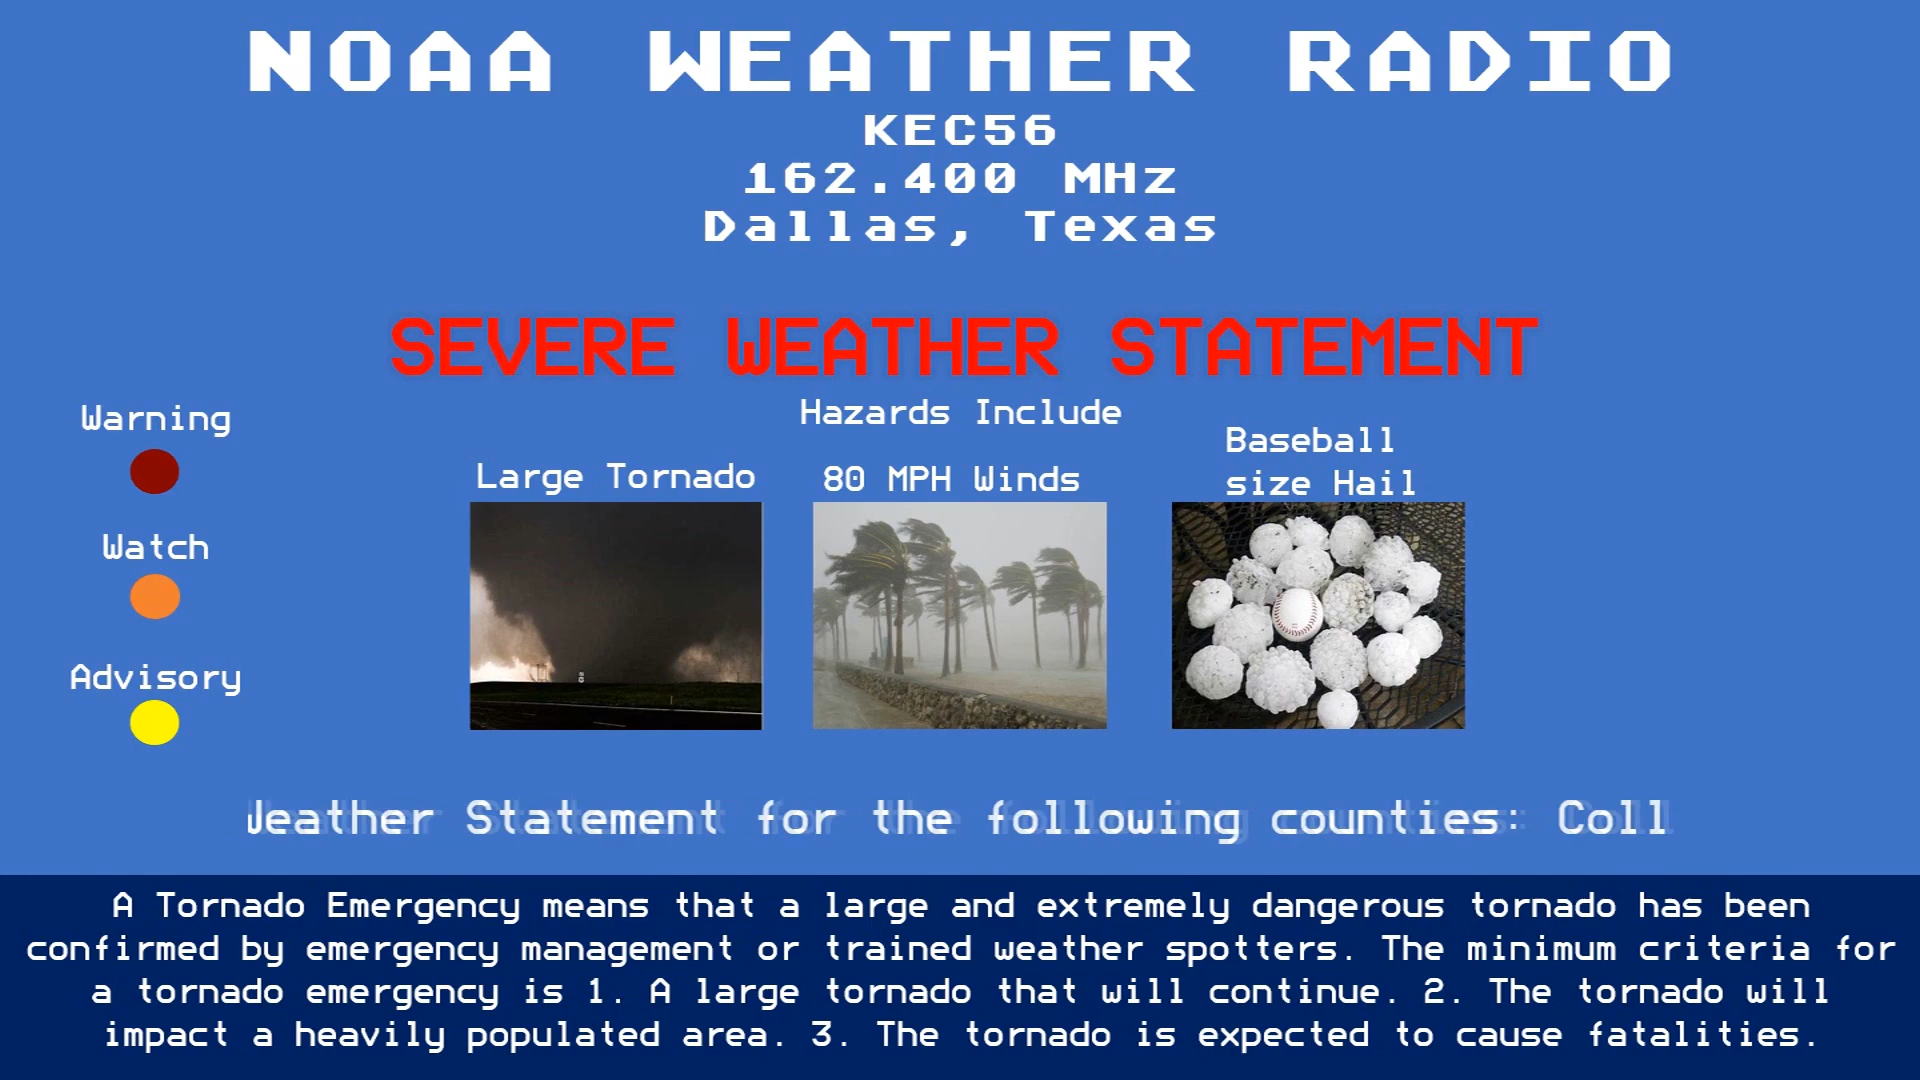 NOAA WEATHER RADIO
KEC56
162.400 MHz
Dallas, Texas
SEVERE WEATHER STATEMENT
Hazards Include
Warning
Watch
Advisory
Large Tornado
80 MPH Winds
Baseball
size Hail
Weather Statement for the following counties: Coll
A Tornado Emergency means that a large and extremely dangerous tornado has been
confirmed by emergency management or trained weather spotters. The minimum criteria for
a tornado emergency is 1. A large tornado that will continue. 2. The tornado will
impact a heavily populated area. 3. The tornado is expected to cause fatalities.